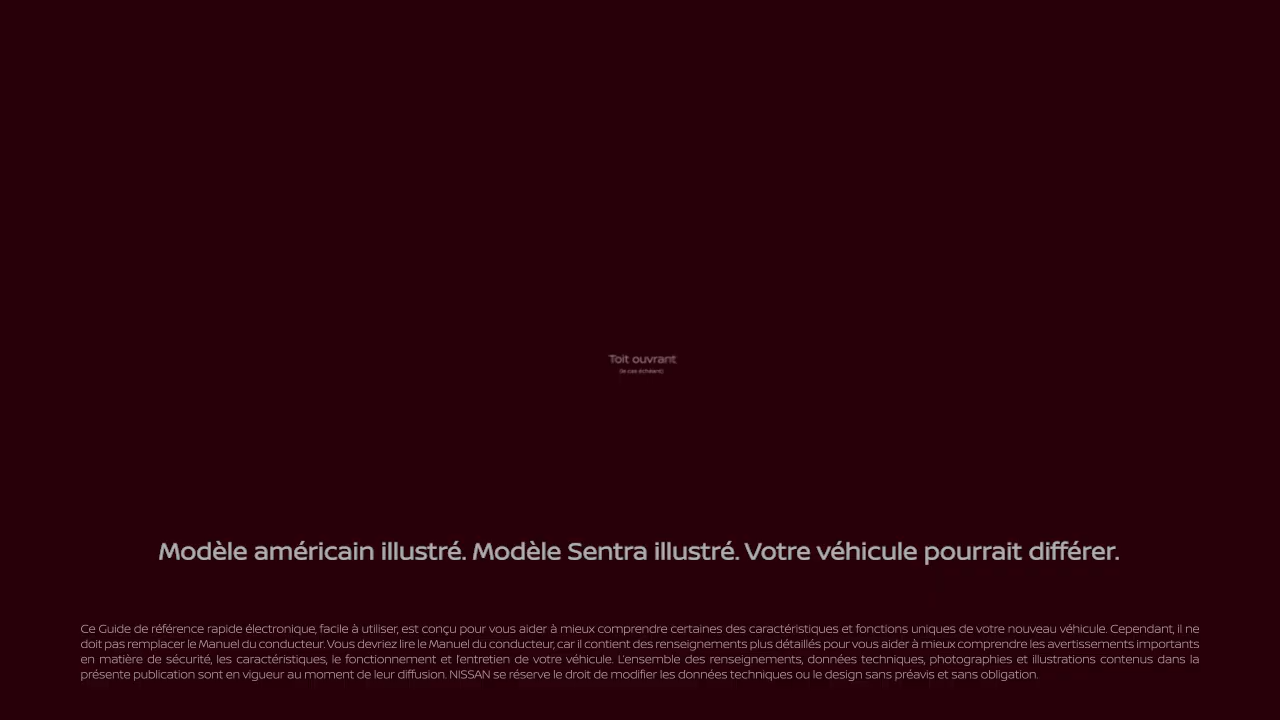 Toit ouvrant
(le cas échéant)
Modèle américain illustré. Modèle Sentra illustré. Votre véhicule pourrait différer.
Ce Guide de référence rapide électronique, facile à utiliser, est conçu pour vous aider à mieux comprendre certaines des caractéristiques et fonctions uniques de votre nouveau véhicule. Cependant, il ne
doit pas remplacer le Manuel du conducteur. Vous devriez lire le Manuel du conducteur, car il contient des renseignements plus détaillés pour vous aider à mieux comprendre les avertissements importants
en matière de sécurité, les caractéristiques, le fonctionnement et l'entretien de votre véhicule. L'ensemble des renseignements, données techniques, photographies et illustrations contenus dans la
présente publication sont en vigueur au moment de leur diffusion. NISSAN se réserve le droit de modifier les données techniques ou le design sans préavis et sans obligation.